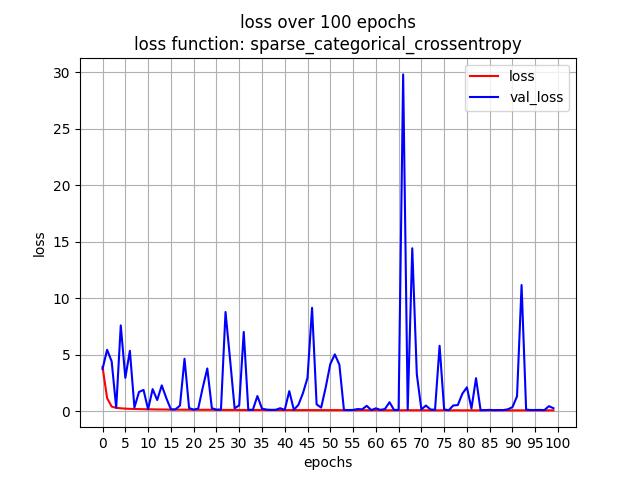 loss over 100 epochs
loss function: sparse_categorical_crossentropy
loss
val_loss
30
25
20
15
10
5
0
loss
0 5 10 15 20 25 30 35 40 45 50 55 60 65 70 75 80 85 90 95 100
epochs